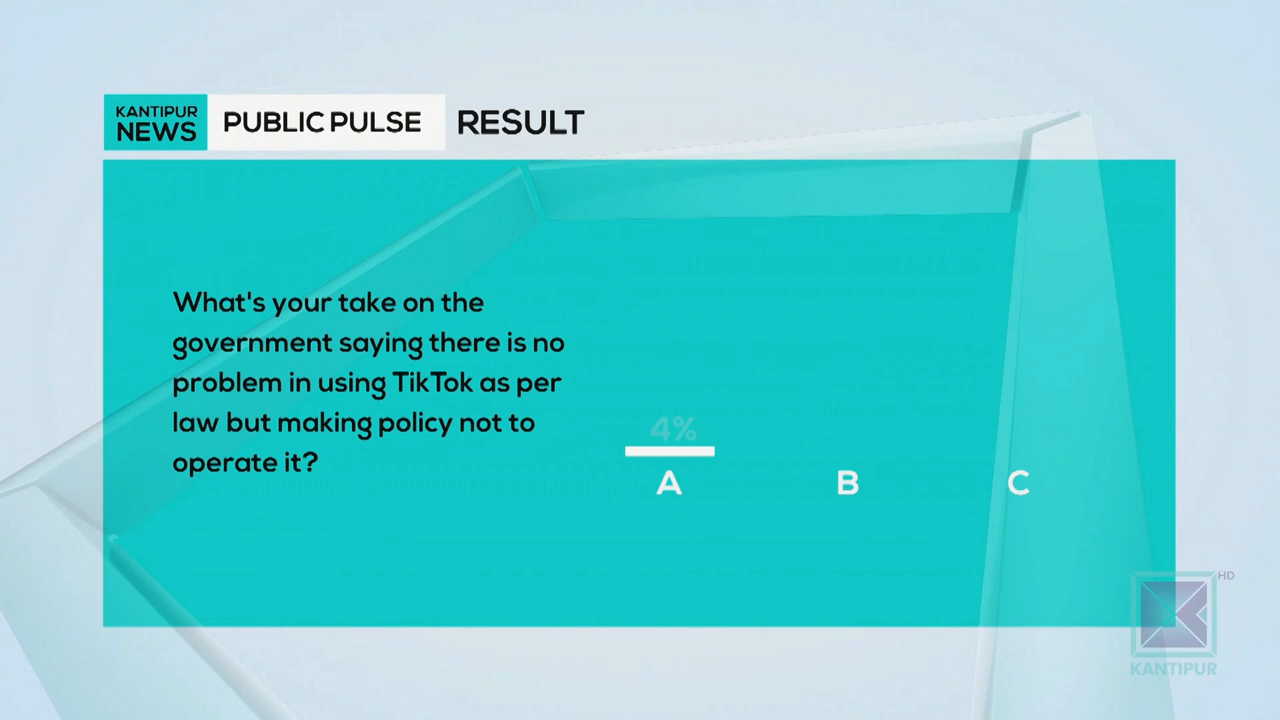 KANTIPUR
NEWS
PUBLIC PULSE
RESULT
What's your take on the
government saying there is no
problem in using TikTok as per
law but making policy not to
operate it?
4%
A
B
C
HD
KANTIPUR